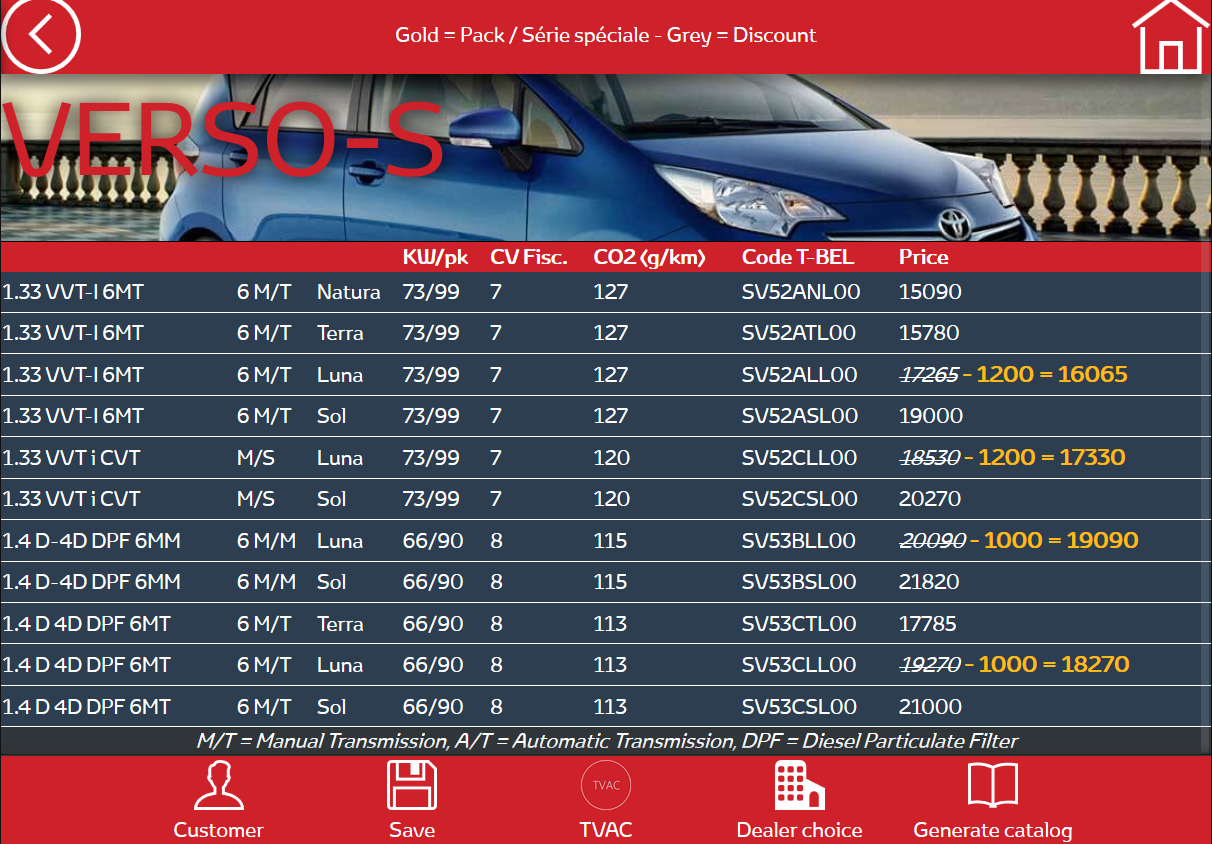 Gold = Pack / Série spéciale - Grey = Discount
VERSO-S
KW/pk CV Fisc. CO2 (g/km) Code T-BEL Price
1.33 VVT-I 6MT 6 M/T Natura 73/99 7 127 SV52ANL00 15090
1.33 VVT-I 6MT 6 M/T Terra 73/99 7 127 SV52ATL00 15780
1.33 VVT-I 6MT 6 M/T Luna 73/99 7 127 SV52ALL00 17265 - 1200 = 16065
1.33 VVT-I 6MT 6 M/T Sol 73/99 7 127 SV52ASL00 19000
1.33 VVT i CVT M/S Luna 73/99 7 120 SV52CLL00 18530 - 1200 = 17330
1.33 VVT i CVT M/S Sol 73/99 7 120 SV52CSL00 20270
1.4 D-4D DPF 6MM 6 M/M Luna 66/90 8 115 SV53BLL00 20090 - 1000 = 19090
1.4 D-4D DPF 6MM 6 M/M Sol 66/90 8 115 SV53BSL00 21820
1.4 D 4D DPF 6MT 6 M/T Terra 66/90 8 113 SV53CTL00 17785
1.4 D 4D DPF 6MT 6 M/T Luna 66/90 8 113 SV53CLL00 19270 - 1000 = 18270
1.4 D 4D DPF 6MT 6 M/T Sol 66/90 8 113 SV53CSL00 21000
M/T = Manual Transmission, A/T = Automatic Transmission, DPF = Diesel Particulate Filter
TVAC
Customer Save TVAC Dealer choice Generate catalog